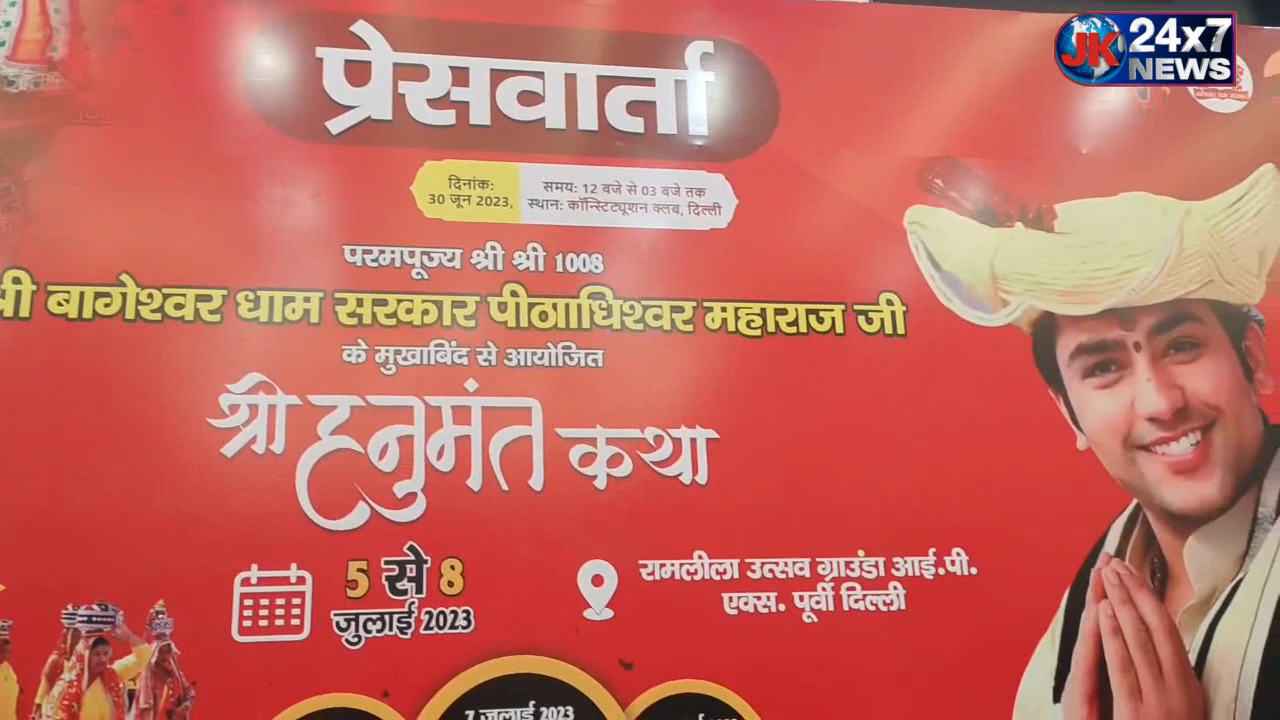 JK 24x7 NEWS
प्रेसवार्ता
दिनांक:
30 जून 2023,
समय: 12 बजे से 03 बजे तक
स्थान: कॉन्स्टिट्यूशन क्लब, दिल्ली
परमपूज्य श्री श्री 1008
श्री बागेश्वर धाम सरकार पीठाधिश्वर महाराज जी
के मुखाबिंद से आयोजित
श्री हनुमंत कथा
5 से 8
जुलाई 2023
रामलीला उत्सव ग्राउंडा आई.पी.
एक्स. पूर्वी दिल्ली
7 जुलाई 2023